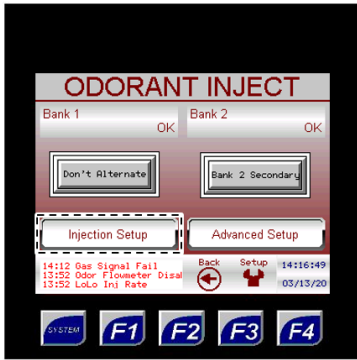 ODORANT INJECT
Bank 1
OK
Bank 2
OK
Don't Alternate
Bank 2 Secondary
Injection Setup
Advanced Setup
14:12 Gas Signal Fail
13:52 Odor Flowmeter Disal
13:52 LoLo Inj Rate
Back
Setup
14:16:49
03/13/20
SYSTEM
F1
F2
F3
F4